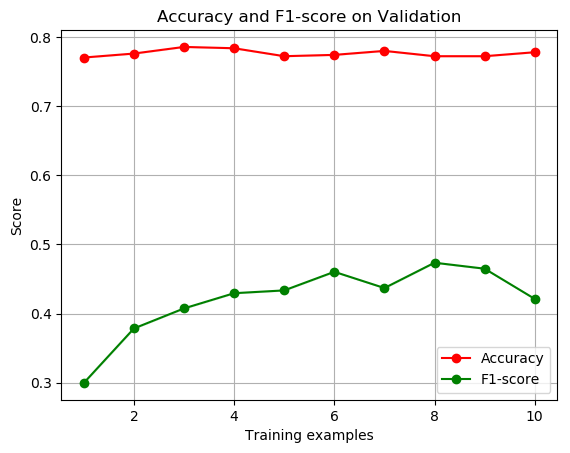 Accuracy and F1-score on Validation
0.8
0.7
0.6
0.5
0.4
0.3
Score
2
4
6
8
10
Training examples
Accuracy
F1-score